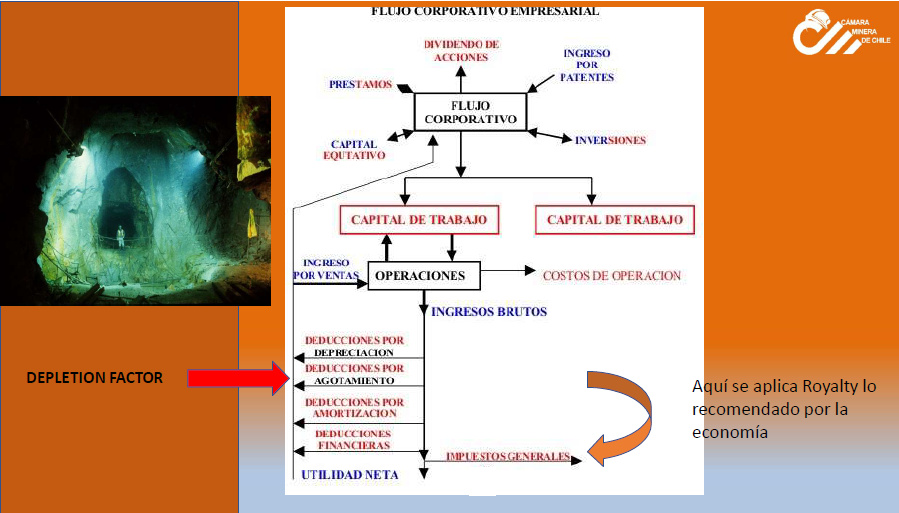 FLUJO CORPORATIVO EMPRESARIAL
CÁMARA
MINERA
DE CHILE
DIVIDENDO DE
ACCIONES
INGRESO
POR
PATENTES
PRESTAMOS
FLUJO
CORPORATIVO
CAPITAL
EQUTATIVO
INVERSIONES
CAPITAL DE TRABAJO
CAPITAL DE TRABAJO
INGRESO
POR VENTAS
OPERACIONES
COSTOS DE OPERACION
INGRESOS BRUTOS
DEDUCCIONES POR
DEPRECIACION
DEPLETION FACTOR
DEDUCCIONES POR
AGOTAMIENTO
DEDUCCIONES POR
AMORTIZACION
DEDUCCIONES
FINANCIERAS
Aquí se aplica Royalty lo
recomendado por la
economía
IMPUESTOS GENERALES
UTILIDAD NETA